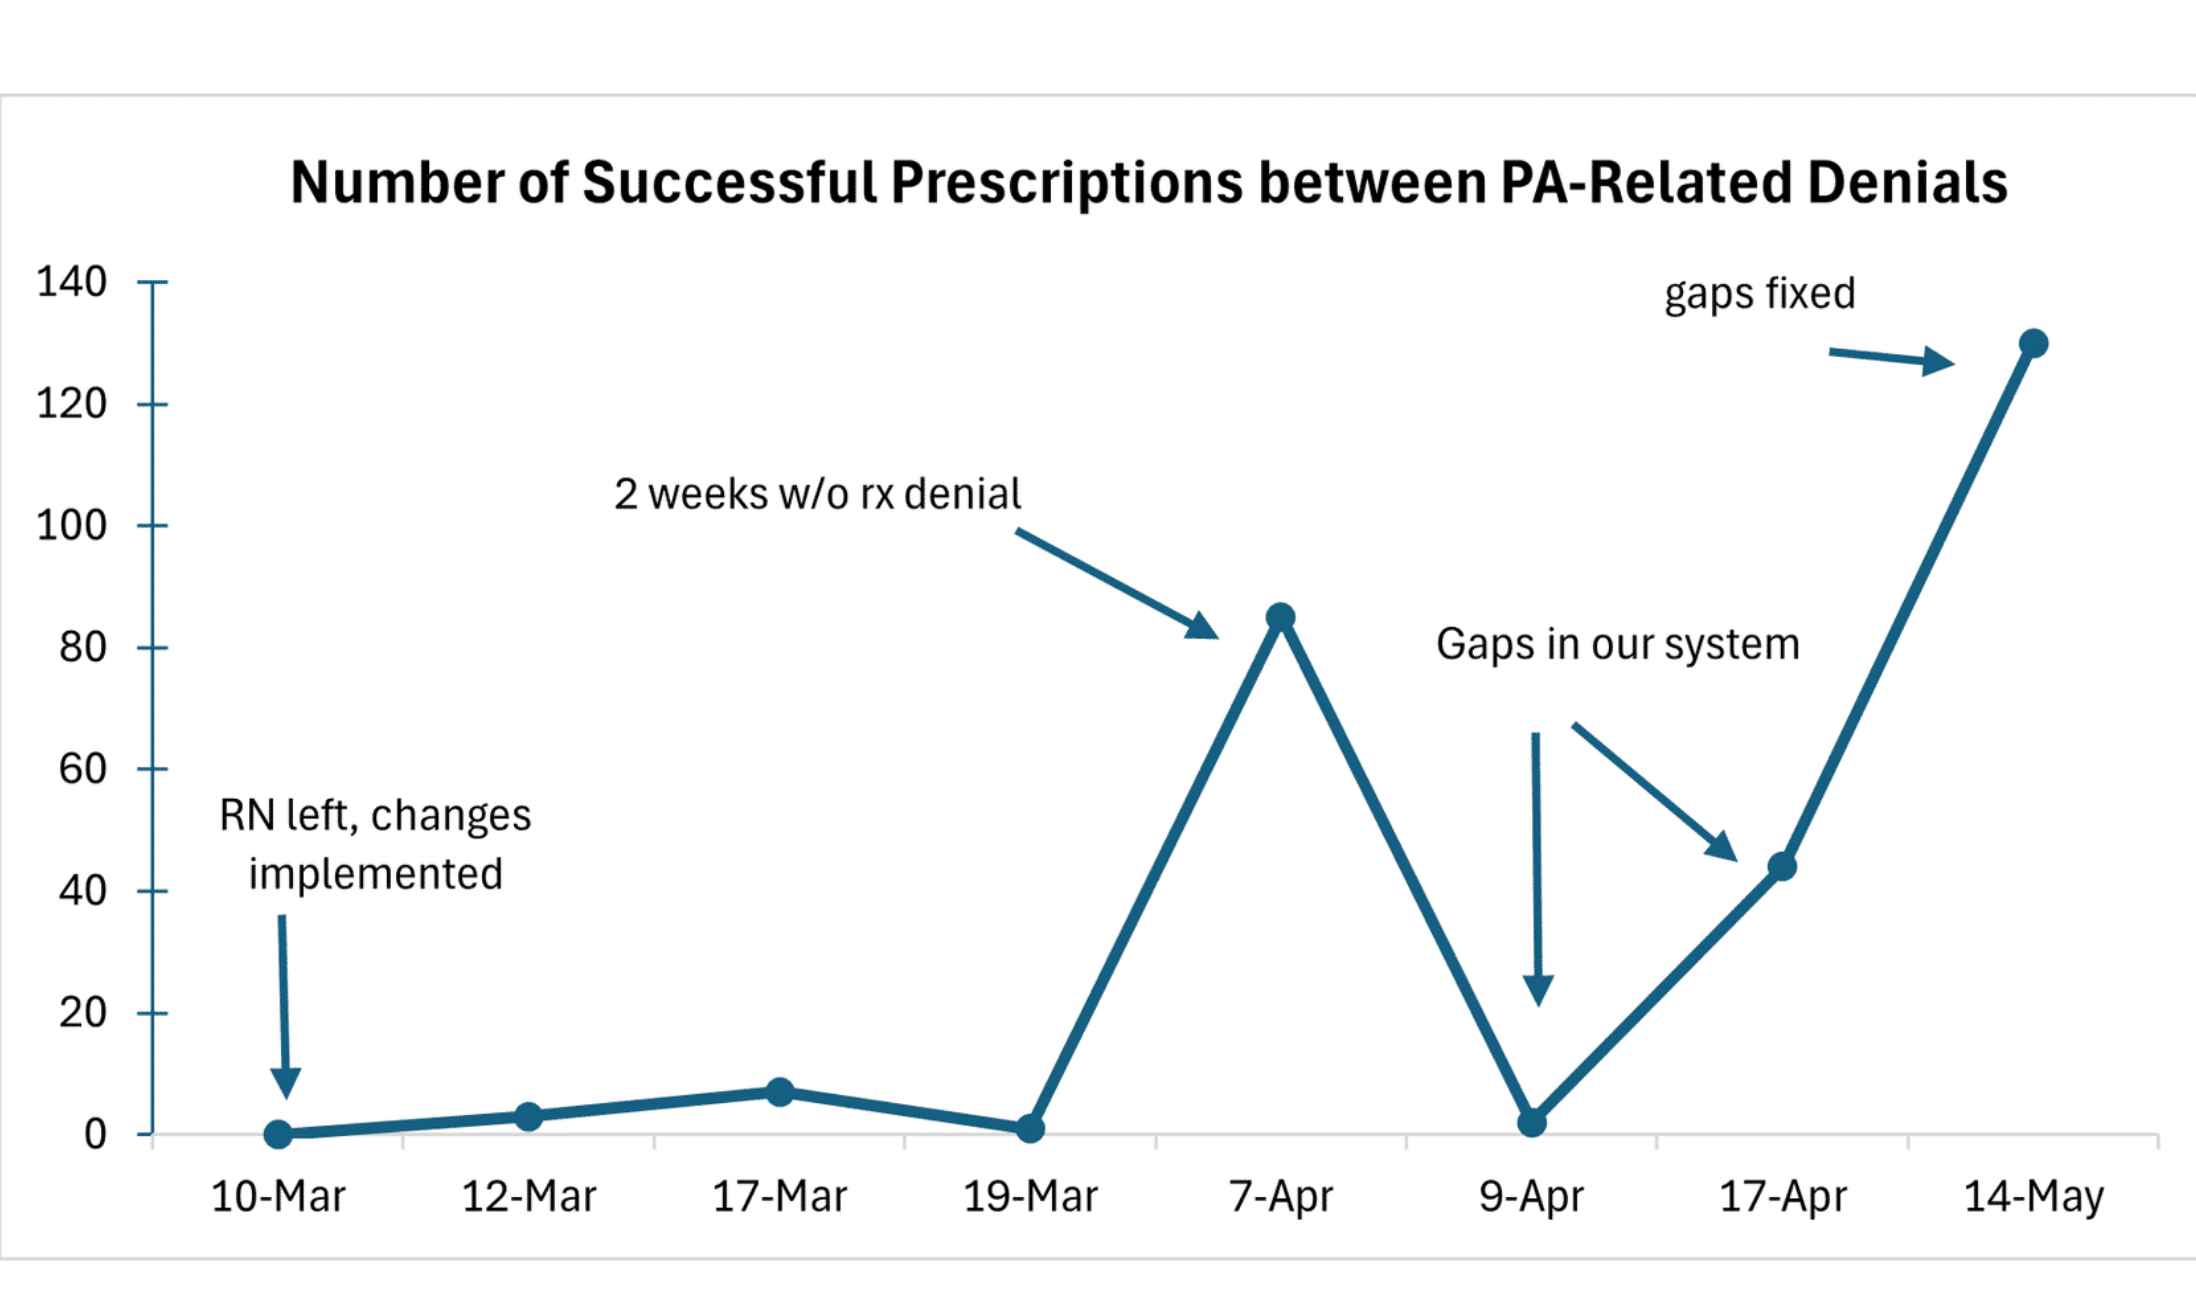 Number of Successful Prescriptions between PA-Related Denials
140
120
100
80
60
40
20
0
gaps fixed
2 weeks w/o rx denial
Gaps in our system
RN left, changes
implemented
10-Mar
12-Mar
17-Mar
19-Mar
7-Apr
9-Apr
17-Apr
14-May